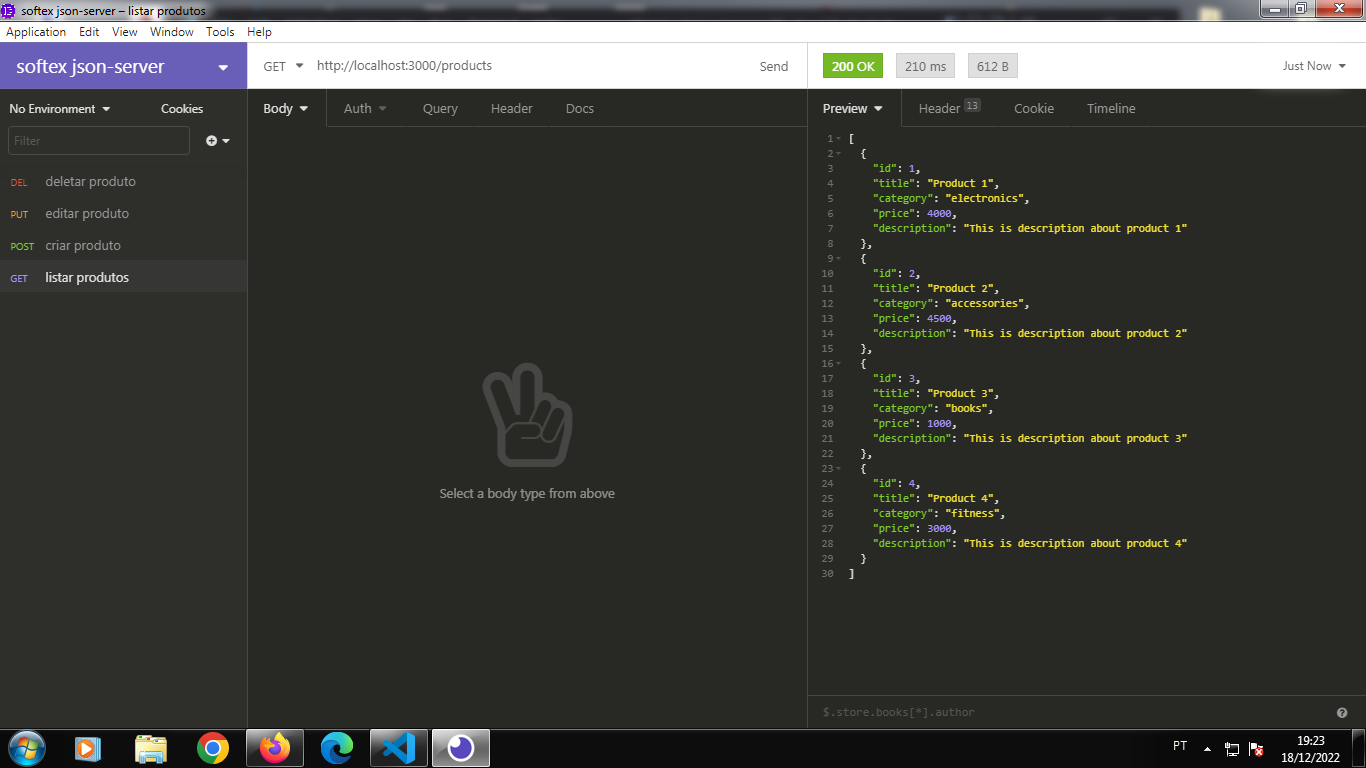 softex json-server – listar produtos
Application Edit View Window Tools Help
softex json-server
GET http://localhost:3000/products Send
200 OK 210 ms 612 B Just Now
No Environment Cookies
Body Auth Query Header Docs
Preview Header 13 Cookie Timeline
Filter
DEL deletar produto
PUT editar produto
POST criar produto
GET listar produtos
Select a body type from above
1 [
2 {
3 "id": 1,
4 "title": "Product 1",
5 "category": "electronics",
6 "price": 4000,
7 "description": "This is description about product 1"
8 },
9 {
10 "id": 2,
11 "title": "Product 2",
12 "category": "accessories",
13 "price": 4500,
14 "description": "This is description about product 2"
15 },
16 {
17 "id": 3,
18 "title": "Product 3",
19 "category": "books",
20 "price": 1000,
21 "description": "This is description about product 3"
22 },
23 {
24 "id": 4,
25 "title": "Product 4",
26 "category": "fitness",
27 "price": 3000,
28 "description": "This is description about product 4"
29 }
30 ]
$.store.books[*].author
PT
19:23
18/12/2022